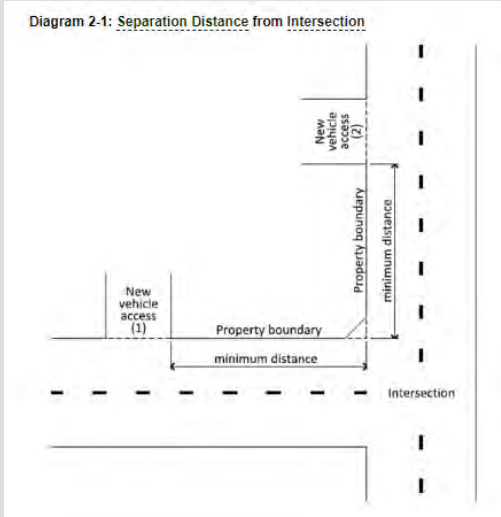 Diagram 2-1: Separation Distance from Intersection
New
vehicle
access
(2)
Property boundary
minimum distance
New
vehicle
access
(1)
Property boundary
minimum distance
Intersection